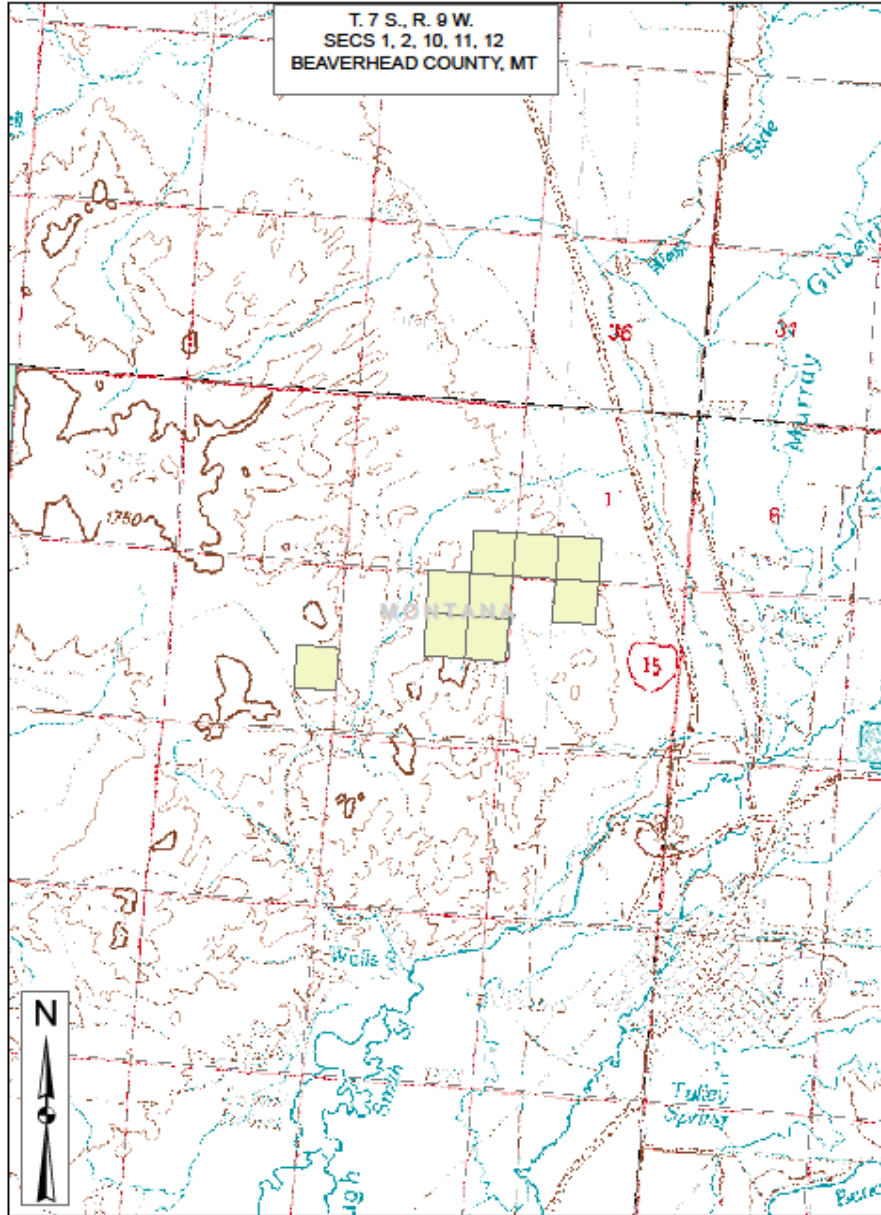 T. 7 S., R. 9 W.
SECS 1, 2, 10, 11, 12
BEAVERHEAD COUNTY, MT
Side
36
31
Murray
1
6
1750
MONTANA
15
Wells
N
Tulley
Spring